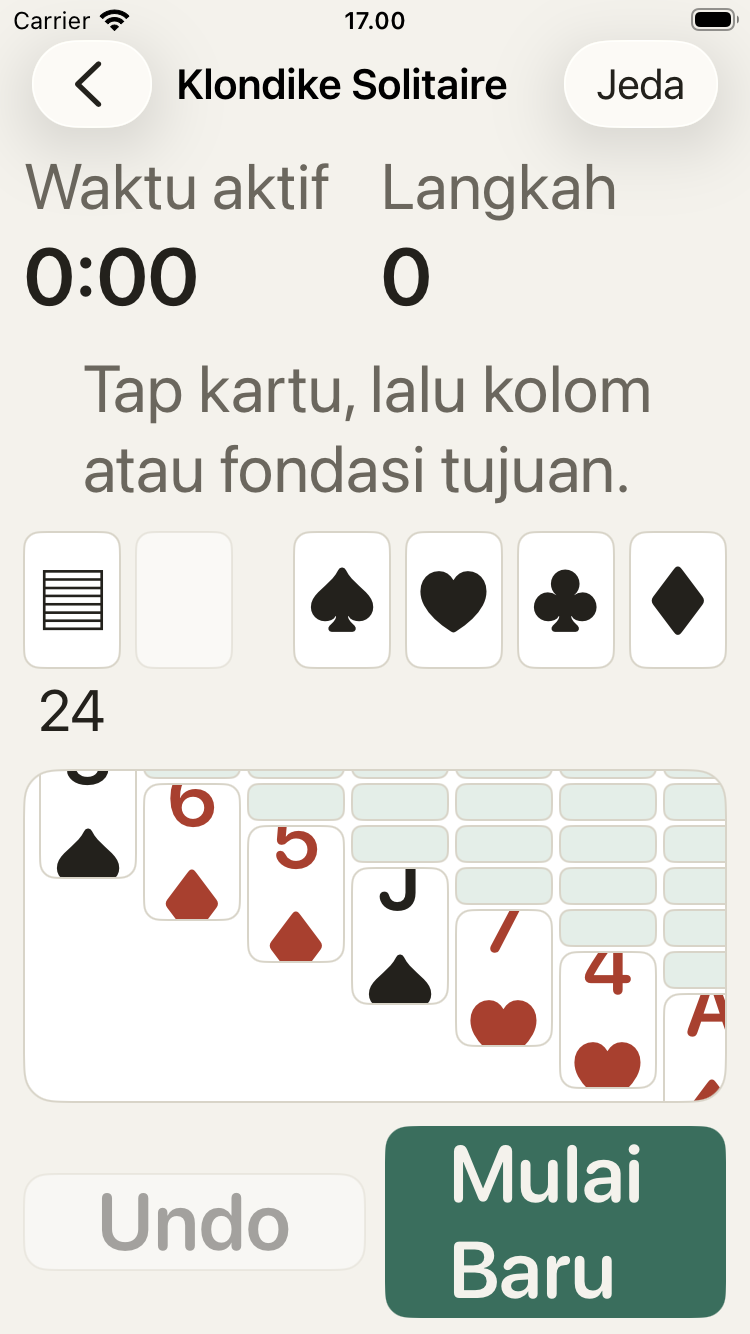 Carrier 17.00
Klondike Solitaire Jeda
Waktu aktif Langkah
0:00 0
Tap kartu, lalu kolom
atau fondasi tujuan.
24
6
5
J
7
4
A
Undo
Mulai
Baru